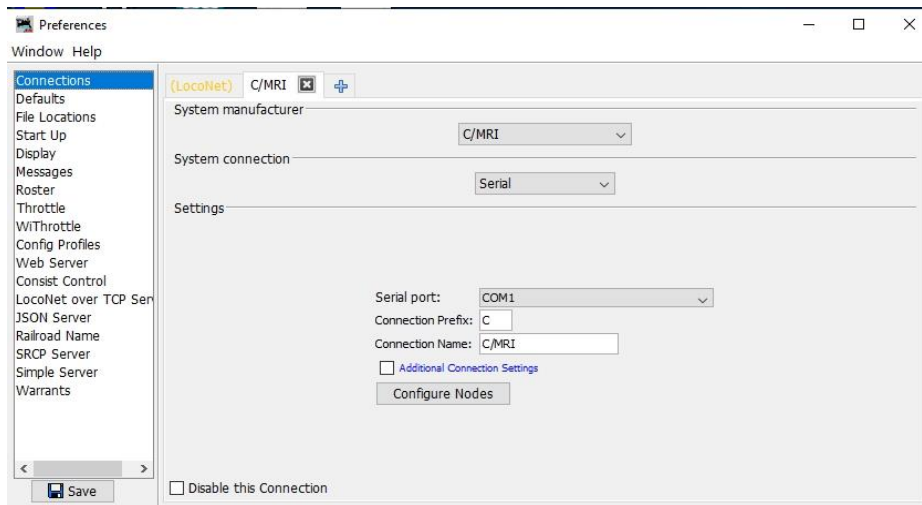 Preferences
Window Help
Connections
Defaults
File Locations
Start Up
Display
Messages
Roster
Throttle
WiThrottle
Config Profiles
Web Server
Consist Control
LocoNet over TCP Ser
JSON Server
Railroad Name
SRCP Server
Simple Server
Warrants
Save
(LocoNet) C/MRI
System manufacturer
C/MRI
System connection
Serial
Settings
Serial port: COM1
Connection Prefix: C
Connection Name: C/MRI
Additional Connection Settings
Configure Nodes
Disable this Connection